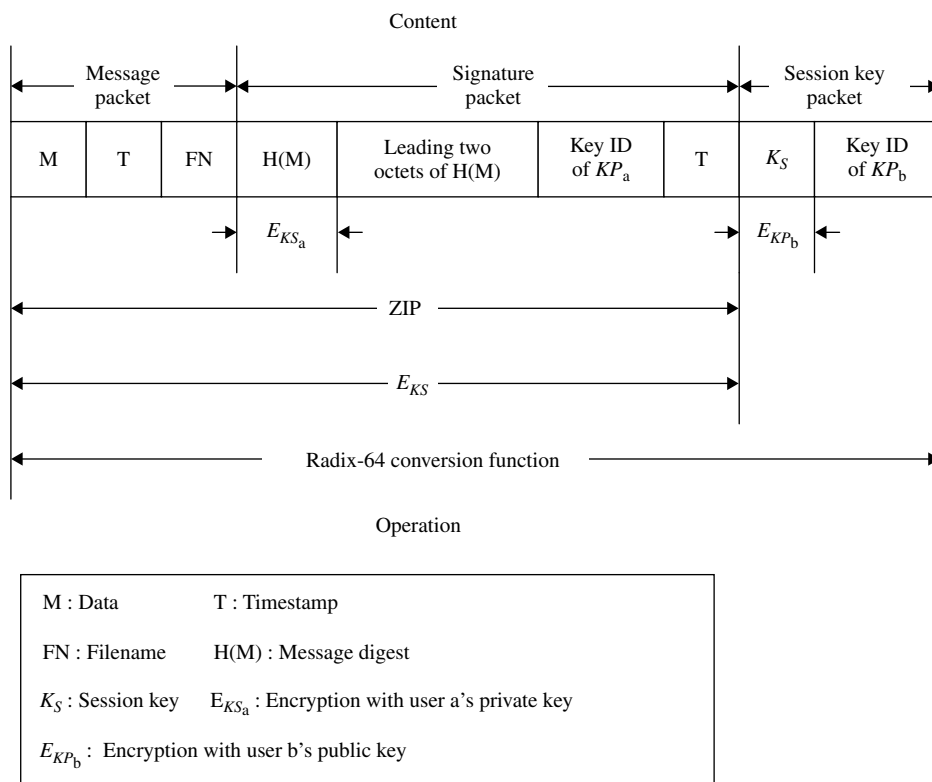 Content
Message packet
Signature packet
Session key packet
M
T
FN
H(M)
Leading two octets of H(M)
Key ID of KPa
T
KS
Key ID of KPb
EKSa
EKPb
ZIP
EKS
Radix-64 conversion function
Operation
M : Data T : Timestamp
FN : Filename H(M) : Message digest
KS : Session key EKSa : Encryption with user a's private key
EKPb : Encryption with user b's public key